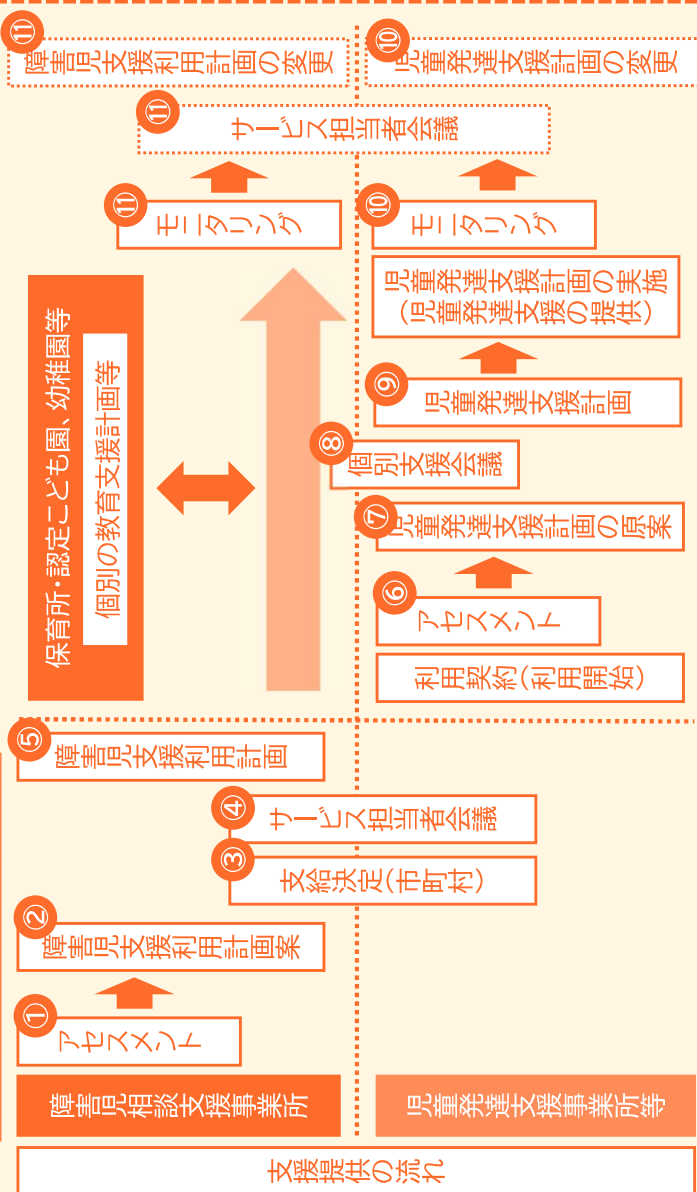 支援提供の流れ
障害児相談支援事業所
①
アセスメント
②
障害児支援利用計画案
③
支給決定(市町村)
④
サービス担当者会議
⑤
障害児支援利用計画
保育所・認定こども園、幼稚園等
個別の教育支援計画等
⑪
モニタリング
⑪
サービス担当者会議
⑪
障害児支援利用計画の変更
児童発達支援事業所等
利用契約(利用開始)
⑥
アセスメント
⑦
児童発達支援計画の原案
⑧
個別支援会議
⑨
児童発達支援計画
児童発達支援計画の実施
(児童発達支援の提供)
⑩
モニタリング
⑩
児童発達支援計画の変更